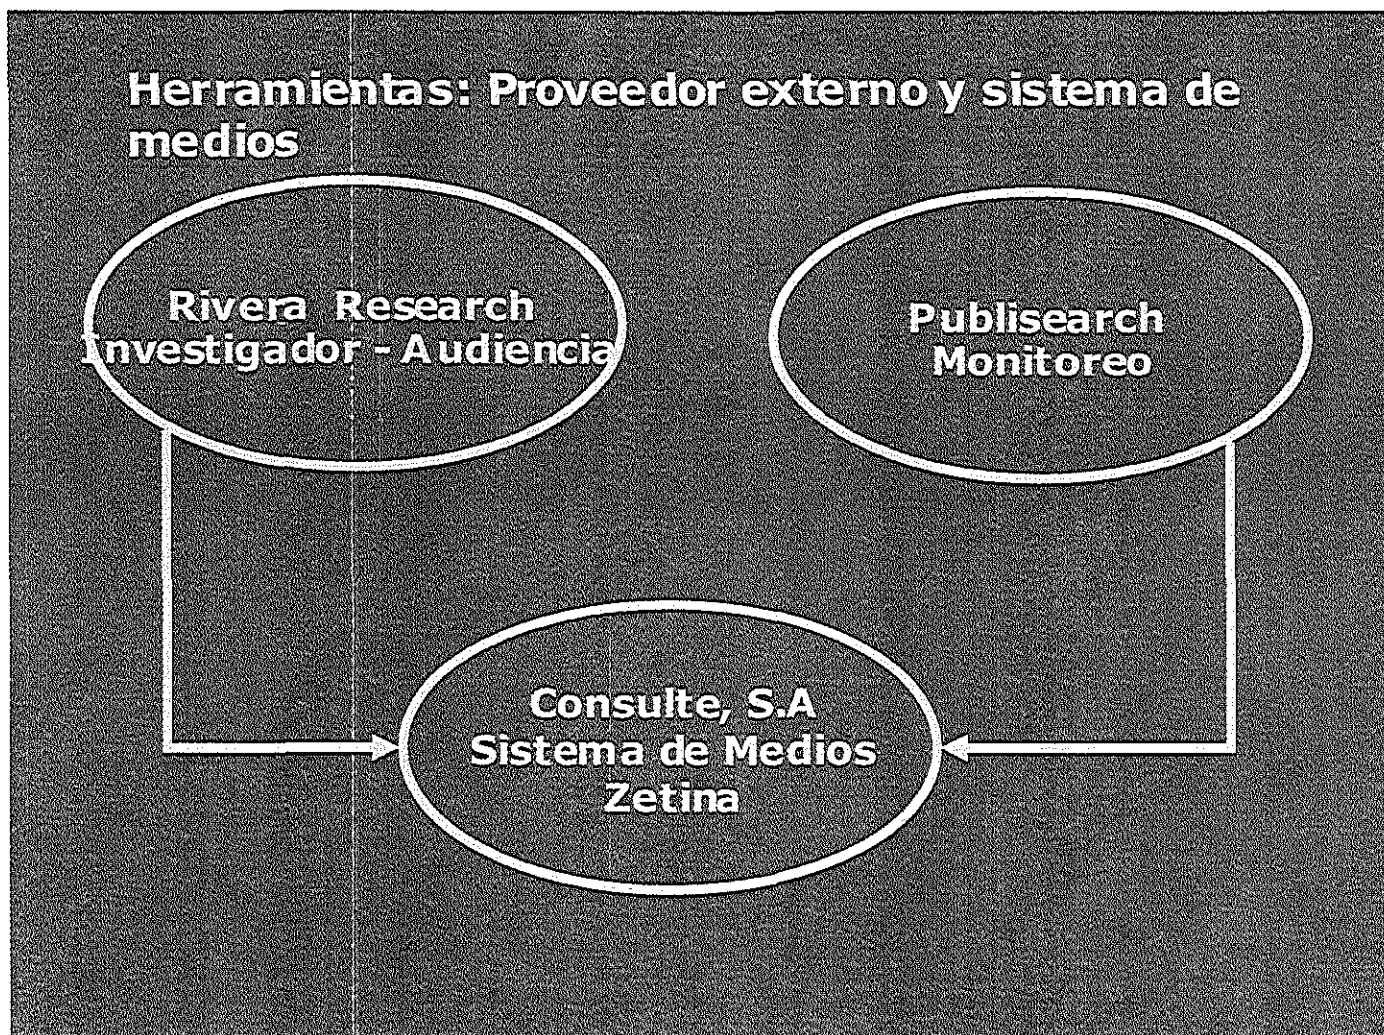 Herramientas: Proveedor externo y sistema de
medios
Rivera Research
Investigador - Audiencia
Publisearch
Monitoreo
Consulte, S.A
Sistema de Medios
Zetina